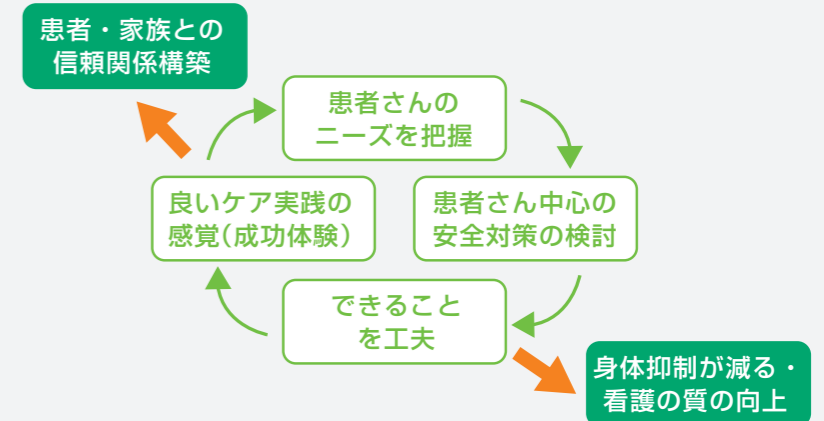 患者・家族との
信頼関係構築
患者さんの
ニーズを把握
良いケア実践の
感覚(成功体験)
患者さん中心の
安全対策の検討
できること
を工夫
身体抑制が減る・
看護の質の向上